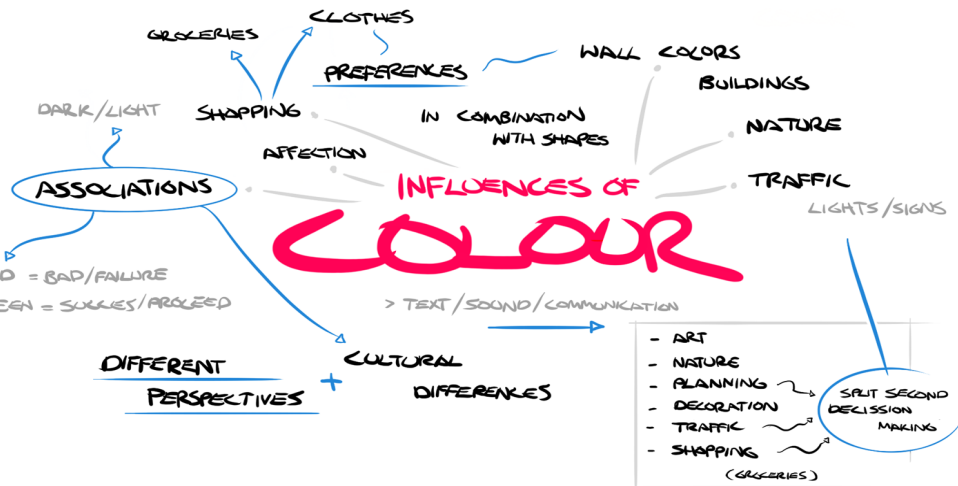 CLOTHES
GROCERIES
PREFERENCES
WALL COLORS
BUILDINGS
DARK/LIGHT
SHOPPING
IN COMBINATION
WITH SHAPES
NATURE
AFFECTION
ASSOCIATIONS
INFLUENCES OF
COLOUR
TRAFFIC
LIGHTS/SIGNS
D = BAD/FAILURE
EEN = SUCCES/PROCEED
> TEXT/SOUND/COMMUNICATION
DIFFERENT
PERSPECTIVES
+
CULTURAL
DIFFERENCES
- ART
- NATURE
- PLANNING
- DECORATION
- TRAFFIC
- SHOPPING
(GROCERIES)
SPLIT SECOND
DECISSION
MAKING